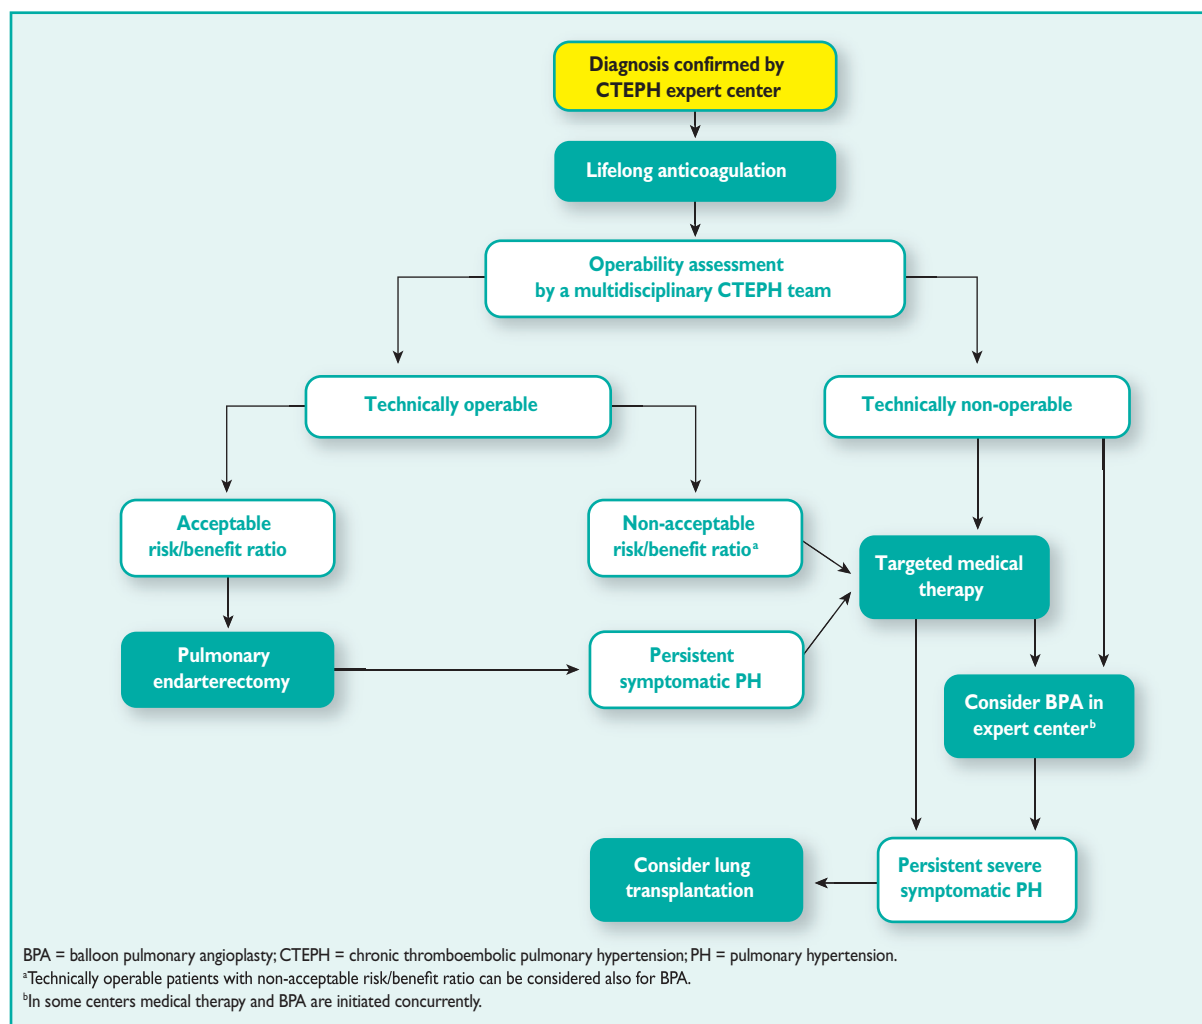 Diagnosis confirmed by
CTEPH expert center
Lifelong anticoagulation
Operability assessment
by a multidisciplinary CTEPH team
Technically operable
Technically non-operable
Acceptable
risk/benefit ratio
Non-acceptable
risk/benefit ratioᵃ
Targeted medical
therapy
Pulmonary
endarterectomy
Persistent
symptomatic PH
Consider BPA in
expert centerᵇ
Consider lung
transplantation
Persistent severe
symptomatic PH
BPA = balloon pulmonary angioplasty; CTEPH = chronic thromboembolic pulmonary hypertension; PH = pulmonary hypertension.
ᵃTechnically operable patients with non-acceptable risk/benefit ratio can be considered also for BPA.
ᵇIn some centers medical therapy and BPA are initiated concurrently.